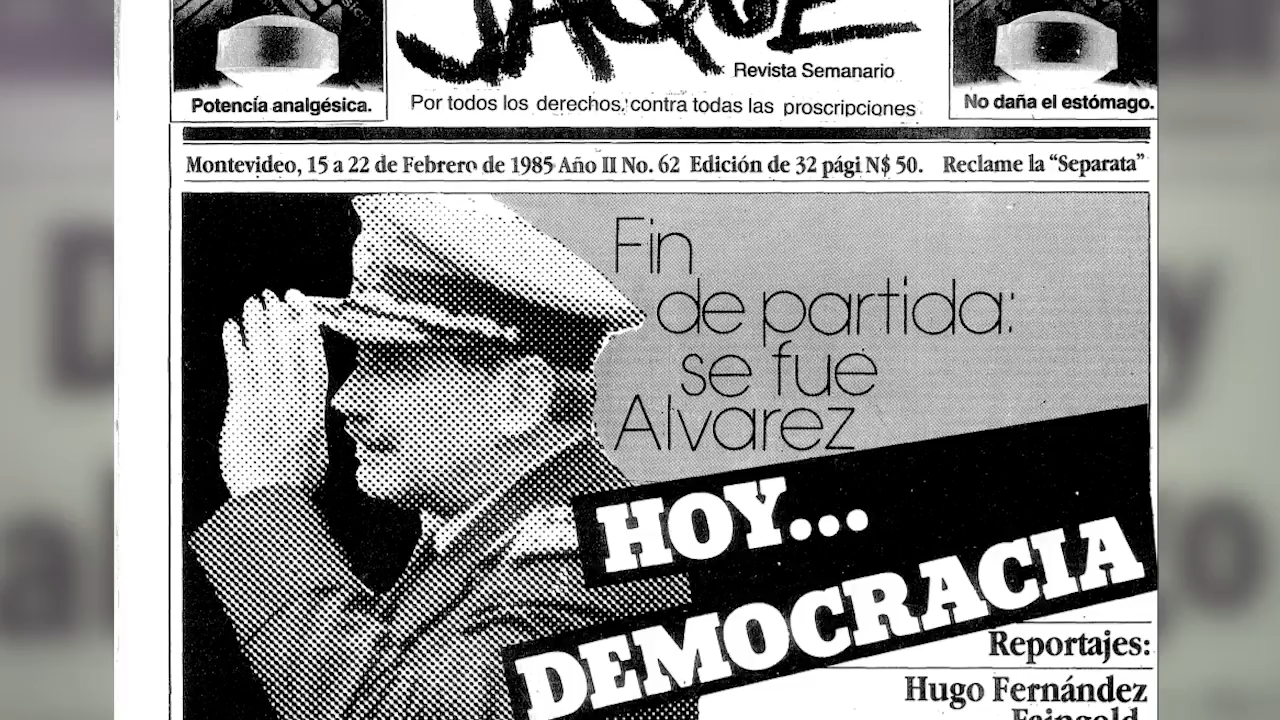 JAQUE
Revista Semanario
Potencía analgésica.
Por todos los derechos, contra todas las proscripciones
No daña el estómago.
Montevideo, 15 a 22 de Febrero de 1985 Año II No. 62 Edición de 32 pági N$ 50. Reclame la "Separata"
Fin
de partida:
se fue
Alvarez
HOY...
DEMOCRACIA
Reportajes:
Hugo Fernández
Faingold